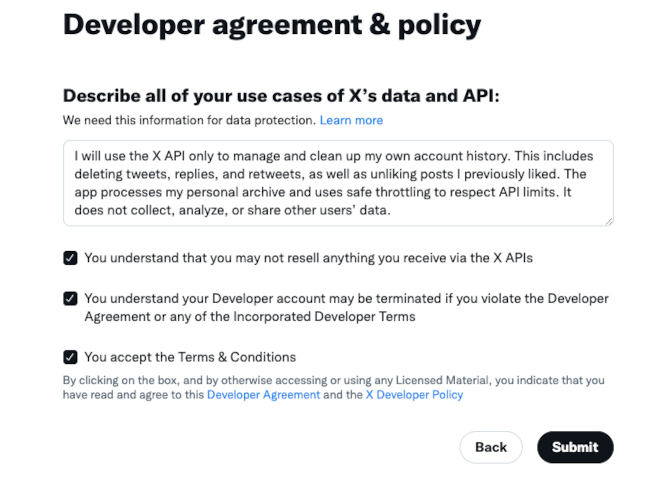 Developer agreement & policy
Describe all of your use cases of X’s data and API:
We need this information for data protection. Learn more
I will use the X API only to manage and clean up my own account history. This includes
deleting tweets, replies, and retweets, as well as unliking posts I previously liked. The
app processes my personal archive and uses safe throttling to respect API limits. It
does not collect, analyze, or share other users’ data.
You understand that you may not resell anything you receive via the X APIs
You understand your Developer account may be terminated if you violate the Developer
Agreement or any of the Incorporated Developer Terms
You accept the Terms & Conditions
By clicking on the box, and by otherwise accessing or using any Licensed Material, you indicate that you
have read and agree to this Developer Agreement and the X Developer Policy
Back Submit